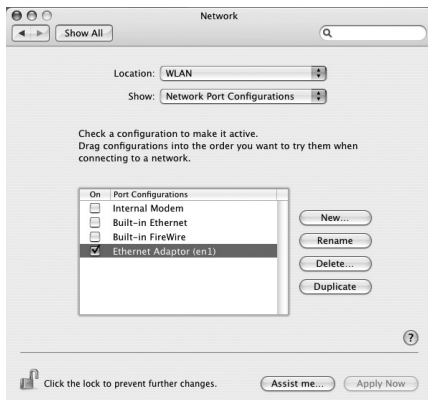 Network
Show All
Location: WLAN
Show: Network Port Configurations
Check a configuration to make it active.
Drag configurations into the order you want to try them when
connecting to a network.
On Port Configurations
Internal Modem
Built-in Ethernet
Built-in FireWire
Ethernet Adaptor (en1)
New...
Rename
Delete...
Duplicate
?
Click the lock to prevent further changes.
Assist me...
Apply Now